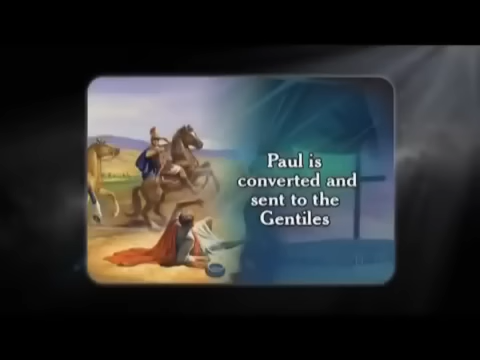 Paul is
converted and
sent to the
Gentiles